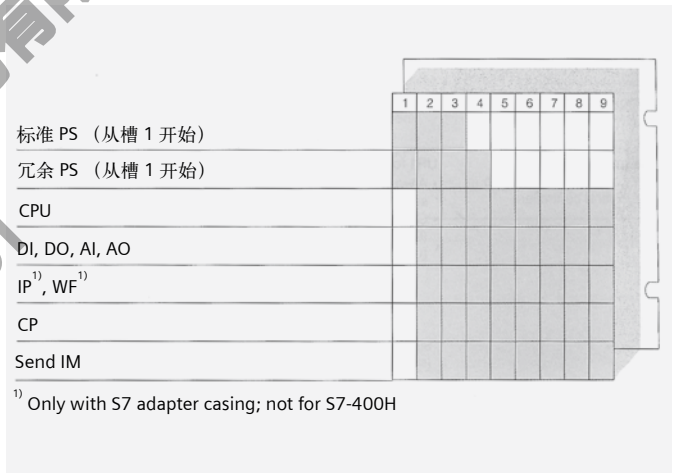 1 2 3 4 5 6 7 8 9
标准 PS （从槽 1 开始）
冗余 PS （从槽 1 开始）
CPU
DI, DO, AI, AO
IP1), WF1)
CP
Send IM
1) Only with S7 adapter casing; not for S7-400H